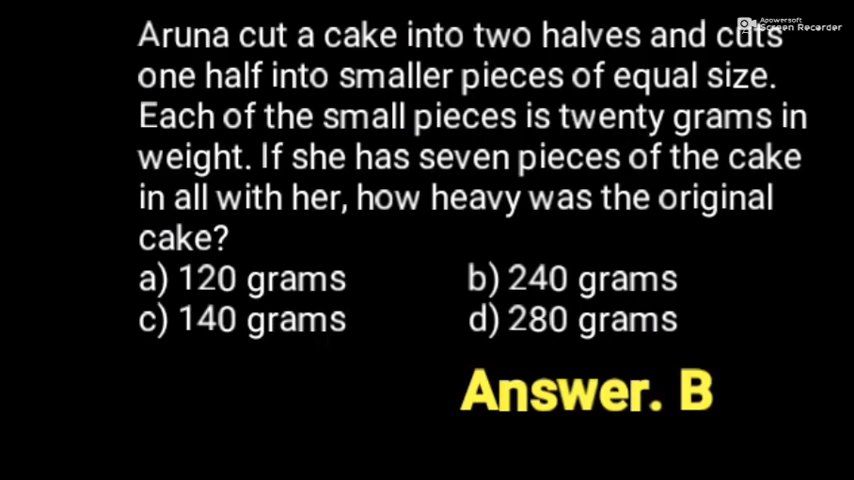 Apowersoft
Screen Recorder
Aruna cut a cake into two halves and cuts
one half into smaller pieces of equal size.
Each of the small pieces is twenty grams in
weight. If she has seven pieces of the cake
in all with her, how heavy was the original
cake?
a) 120 grams b) 240 grams
c) 140 grams d) 280 grams
Answer. B